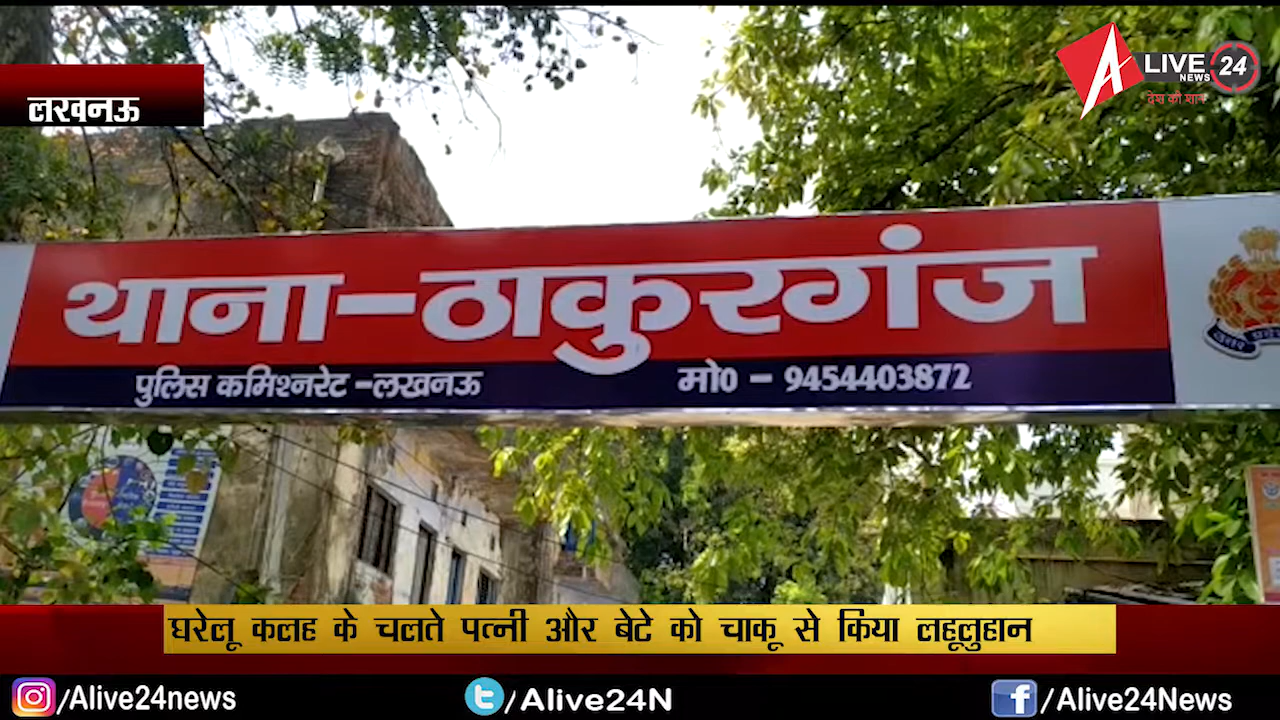 लखनऊ
A LIVE NEWS 24
देश की शान
थाना-ठाकुरगंज
पुलिस कमिश्नरेट -लखनऊ मो0 - 9454403872
घरेलू कलह के चलते पत्नी और बेटे को चाकू से किया लहूलुहान
/Alive24news /Alive24N /Alive24News